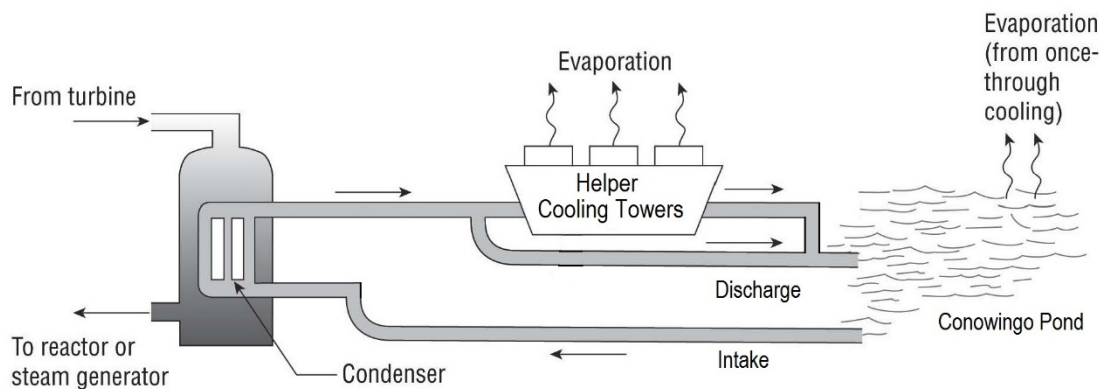 Evaporation
(from once-
through
cooling)
Evaporation
From turbine
Helper
Cooling Towers
Discharge
Conowingo Pond
Intake
To reactor or
steam generator
Condenser